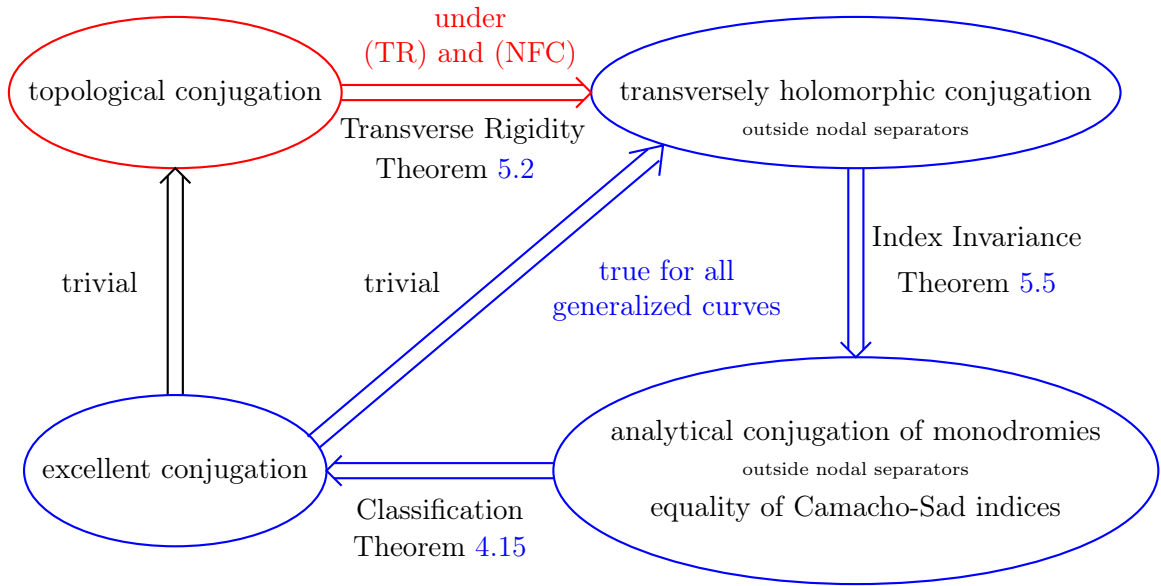 under
(TR) and (NFC)
topological conjugation
transversely holomorphic conjugation
outside nodal separators
Transverse Rigidity
Theorem 5.2
Index Invariance
Theorem 5.5
trivial
trivial
true for all
generalized curves
analytical conjugation of monodromies
outside nodal separators
equality of Camacho-Sad indices
excellent conjugation
Classification
Theorem 4.15